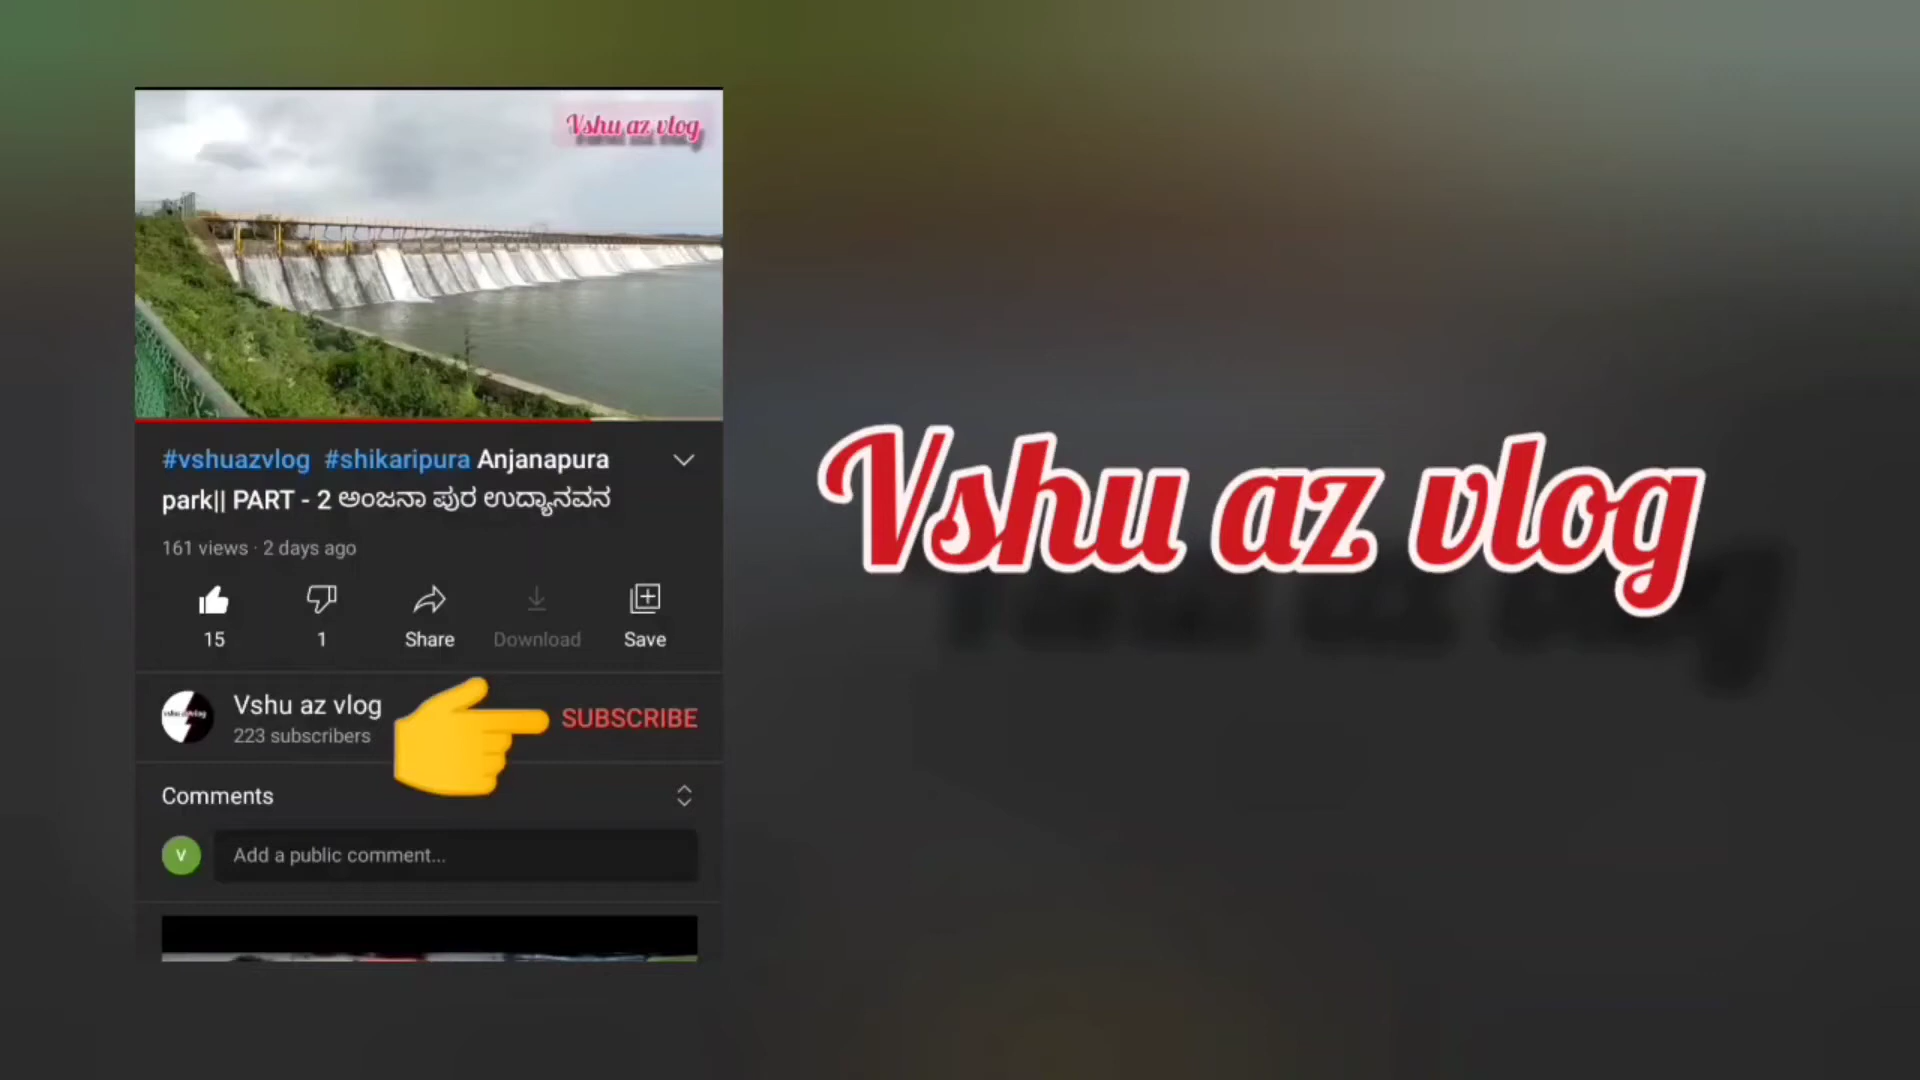 Vshu az vlog
#vshuazvlog #shikaripura Anjanapura
park|| PART - 2 ಅಂಜನಾ ಪುರ ಉದ್ಯಾನವನ
161 views · 2 days ago
15
1
Share
Download
Save
Vshu az vlog
223 subscribers
SUBSCRIBE
Comments
V
Add a public comment...
Vshu az vlog